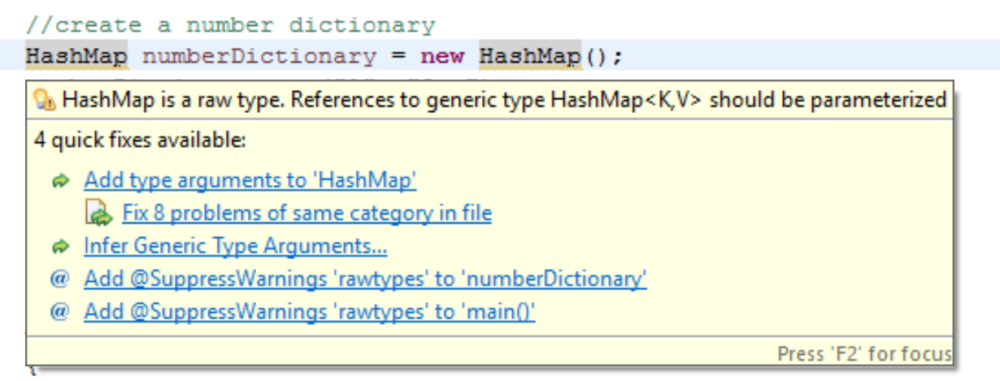 //create a number dictionary
HashMap numberDictionary = new HashMap();
HashMap is a raw type. References to generic type HashMap<K,V> should be parameterized
4 quick fixes available:
Add type arguments to 'HashMap'
Fix 8 problems of same category in file
Infer Generic Type Arguments...
@ Add @SuppressWarnings 'rawtypes' to 'numberDictionary'
@ Add @SuppressWarnings 'rawtypes' to 'main()'
Press 'F2' for focus